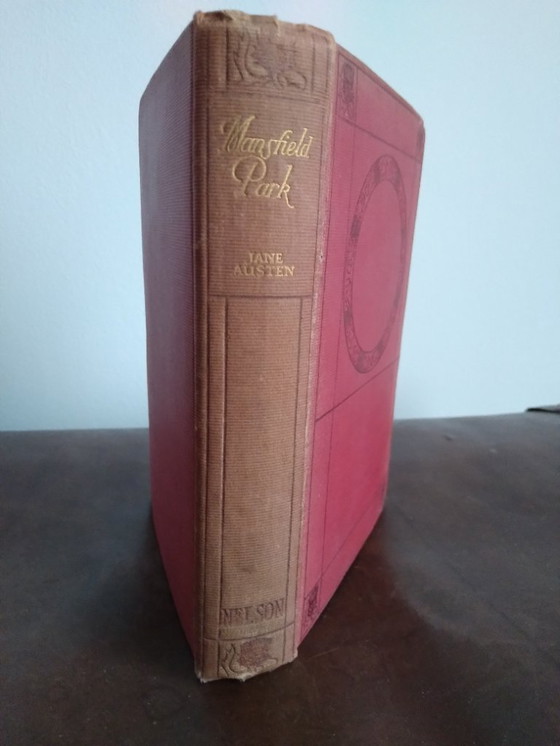 Mansfield
Park
JANE
AUSTEN
NELSON